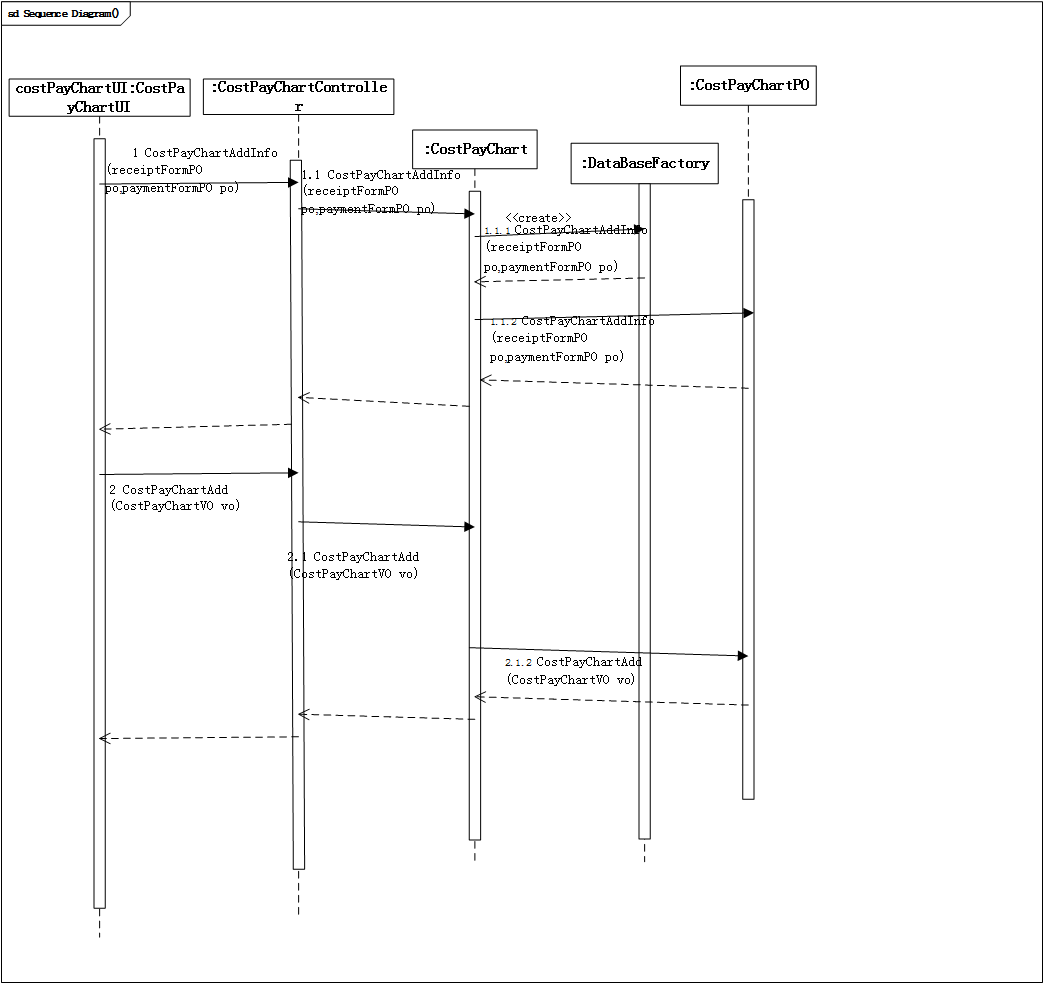 sd Sequence Diagram()
costPayChartUI:CostPa
yChartUI
:CostPayChartControlle
r
:CostPayChart
:DataBaseFactory
:CostPayChartPO
1 CostPayChartAddInfo
(receiptFormPO
po,paymentFormPO po)
1.1 CostPayChartAddInfo
(receiptFormPO
po,paymentFormPO po)
<<create>>
1.1.1 CostPayChartAddInfo
(receiptFormPO
po,paymentFormPO po)
1.1.2 CostPayChartAddInfo
(receiptFormPO
po,paymentFormPO po)
2 CostPayChartAdd
(CostPayChartVO vo)
2.1 CostPayChartAdd
(CostPayChartVO vo)
2.1.2 CostPayChartAdd
(CostPayChartVO vo)